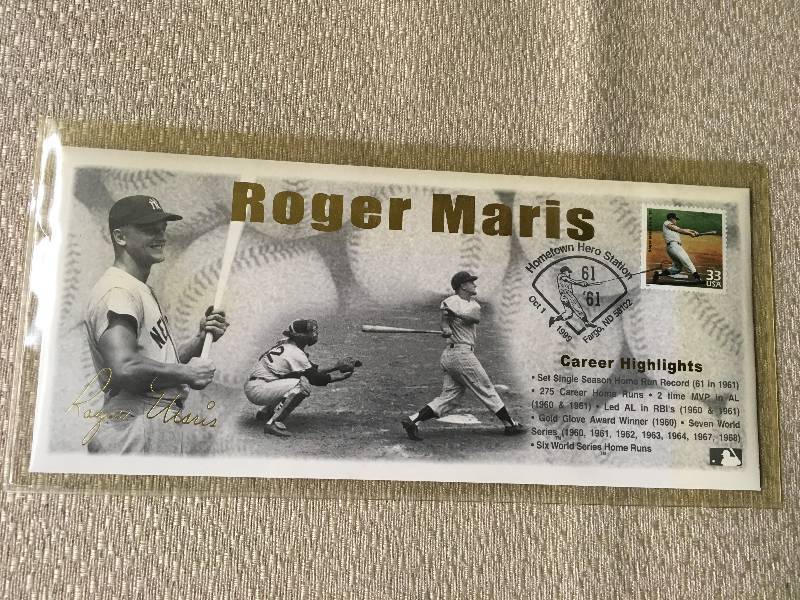 Roger Maris
Hometown Hero Station
61
'61
Oct 1 1999
Fargo, ND 58102
33
USA
NEW
Roger Maris
Career Highlights
• Set Single Season Home Run Record (61 in 1961)
• 275 Career Home Runs • 2 time MVP in AL
(1960 & 1961) • Led AL in RBI's (1960 & 1961)
• Gold Glove Award Winner (1960) • Seven World
Series™ (1960, 1961, 1962, 1963, 1964, 1967, 1968)
• Six World Series™ Home Runs